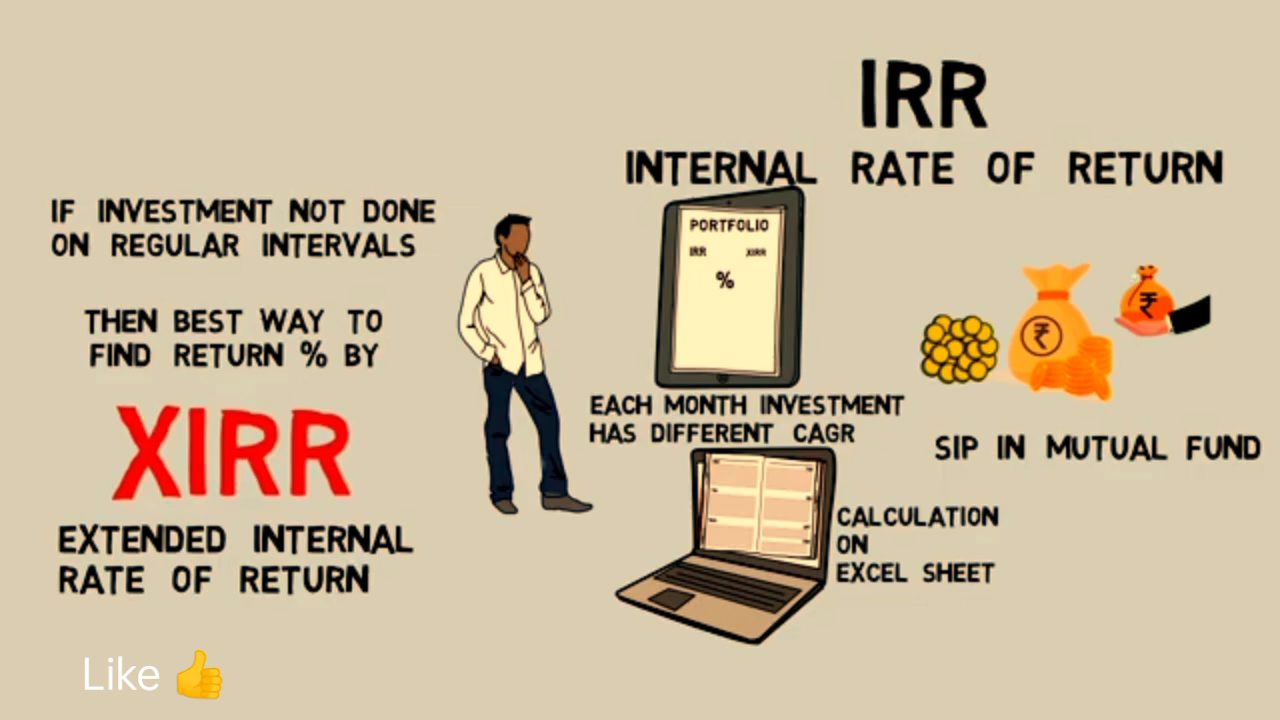 IRR
INTERNAL RATE OF RETURN
IF INVESTMENT NOT DONE
ON REGULAR INTERVALS
THEN BEST WAY TO
FIND RETURN % BY
XIRR
EXTENDED INTERNAL
RATE OF RETURN
PORTFOLIO
IRR XIRR
%
₹
₹
EACH MONTH INVESTMENT
HAS DIFFERENT CAGR
SIP IN MUTUAL FUND
CALCULATION
ON
EXCEL SHEET
Like 👍